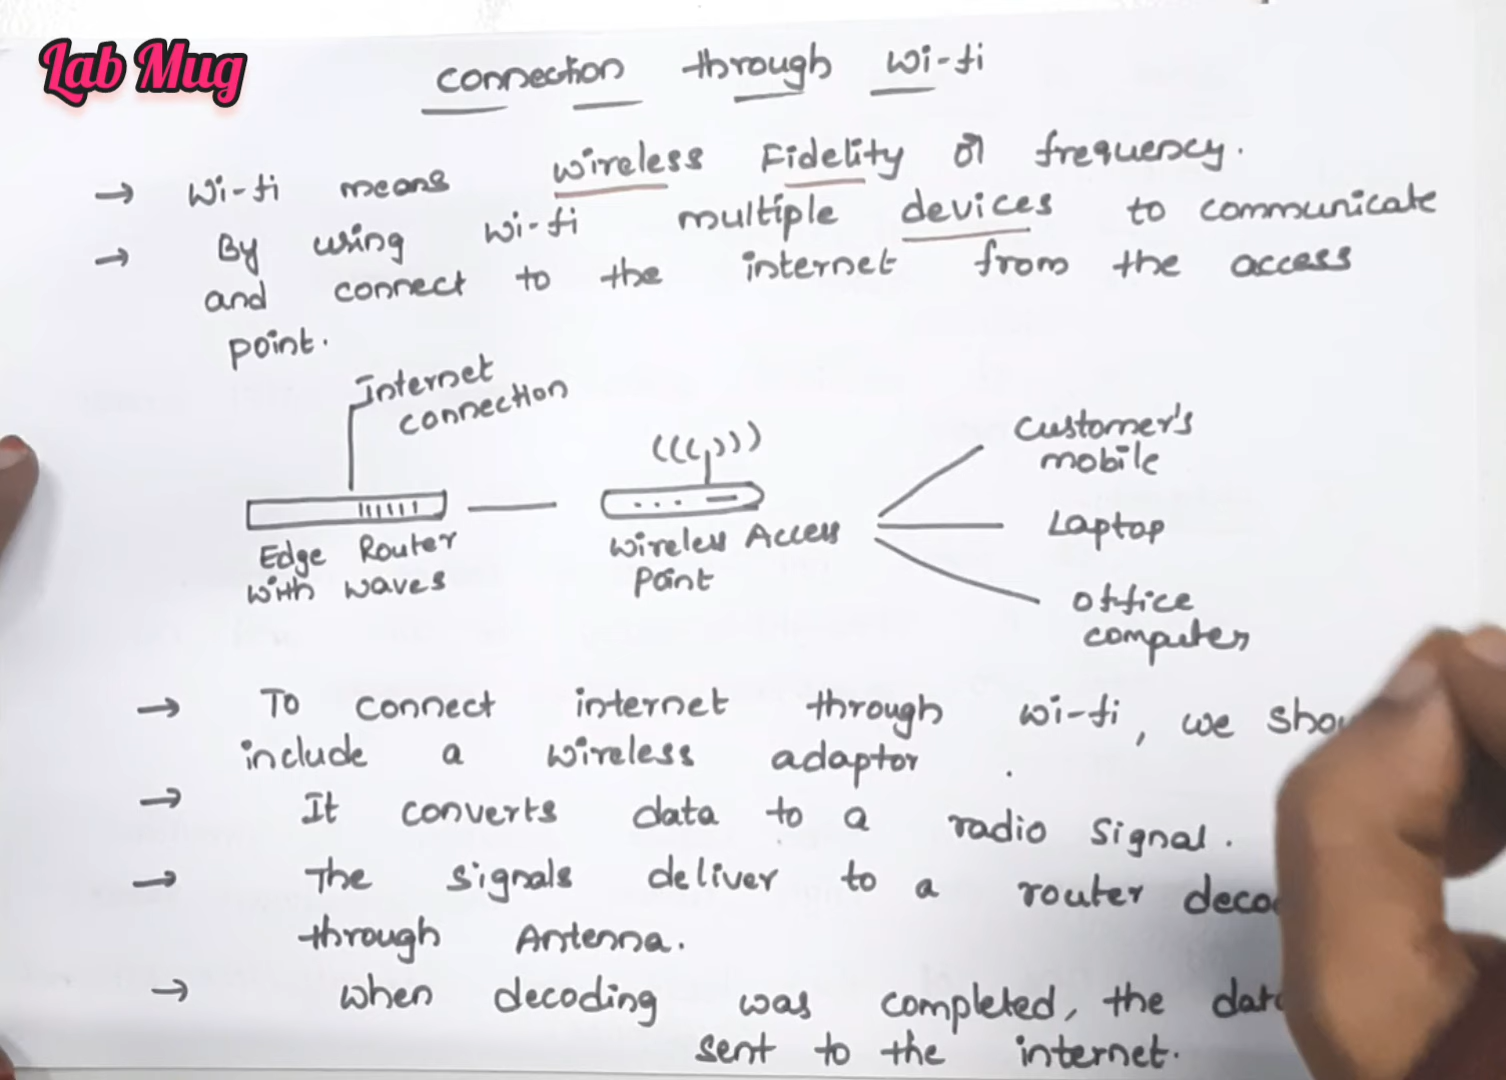 Lab Mug
connection through Wi-fi
→ Wi-fi means wireless Fidelity or frequency.
→ By using Wi-fi multiple devices to communicate
and connect to the internet from the access
point.
Internet
connection
Edge Router
with waves
Wireless Access
Point
Customer's
mobile
Laptop
office
computer
→ To connect internet through wi-fi, we
include a wireless adaptor.
→ It converts data to a radio signal.
→ The signals deliver to a router
through Antenna.
→ when decoding was completed, the
sent to the internet.